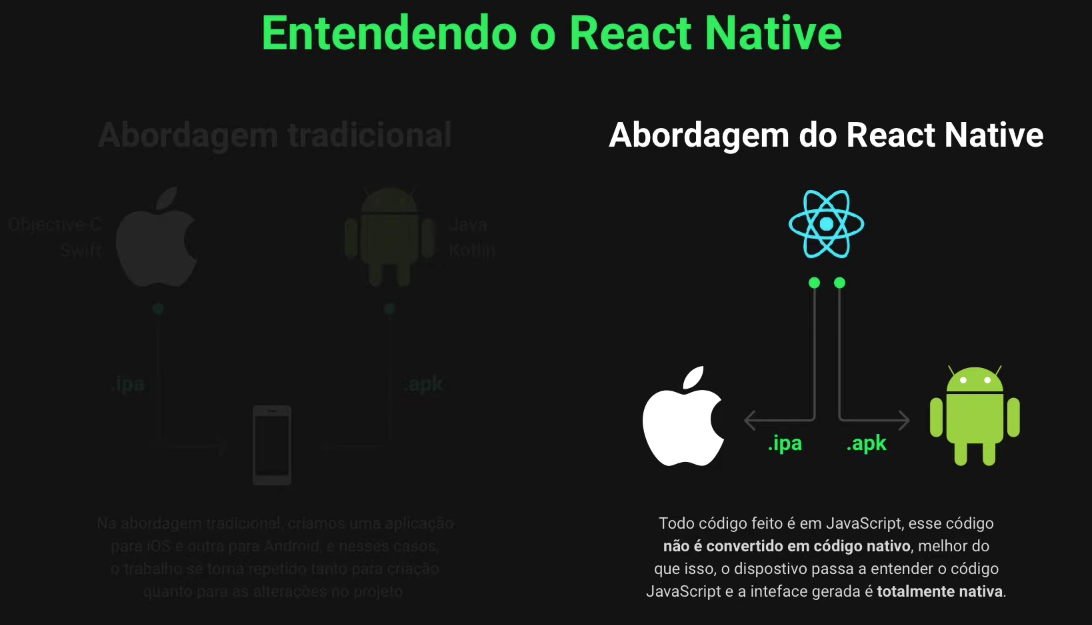 Entendendo o React Native
Abordagem tradicional
Objective-C
Swift
Java
Kotlin
.ipa
.apk
Na abordagem tradicional, criamos uma aplicação
para iOS e outra para Android, e nesses casos,
o trabalho se torna repetido tanto para criação
quanto para as alterações no projeto
Abordagem do React Native
.ipa
.apk
Todo código feito é em JavaScript, esse código
não é convertido em código nativo, melhor do
que isso, o dispostivo passa a entender o código
JavaScript e a inteface gerada é totalmente nativa.